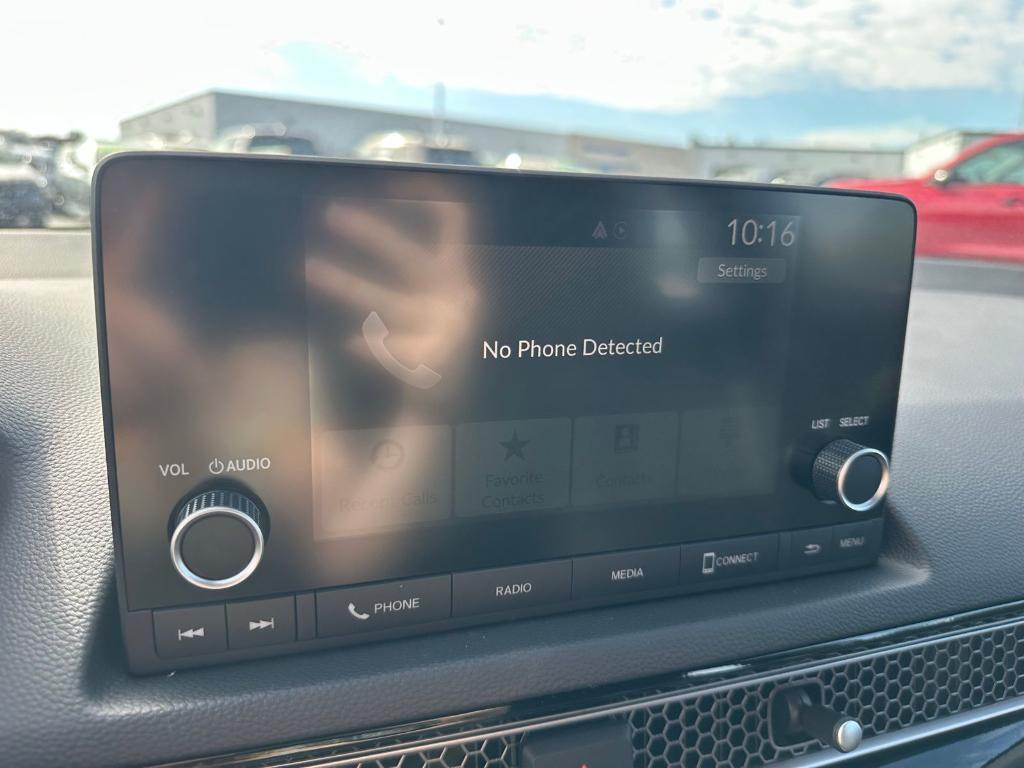 10:16
Settings
No Phone Detected
Recent Calls
Favorite
Contacts
Contacts
VOL AUDIO
LIST SELECT
PHONE
RADIO
MEDIA
CONNECT
MENU